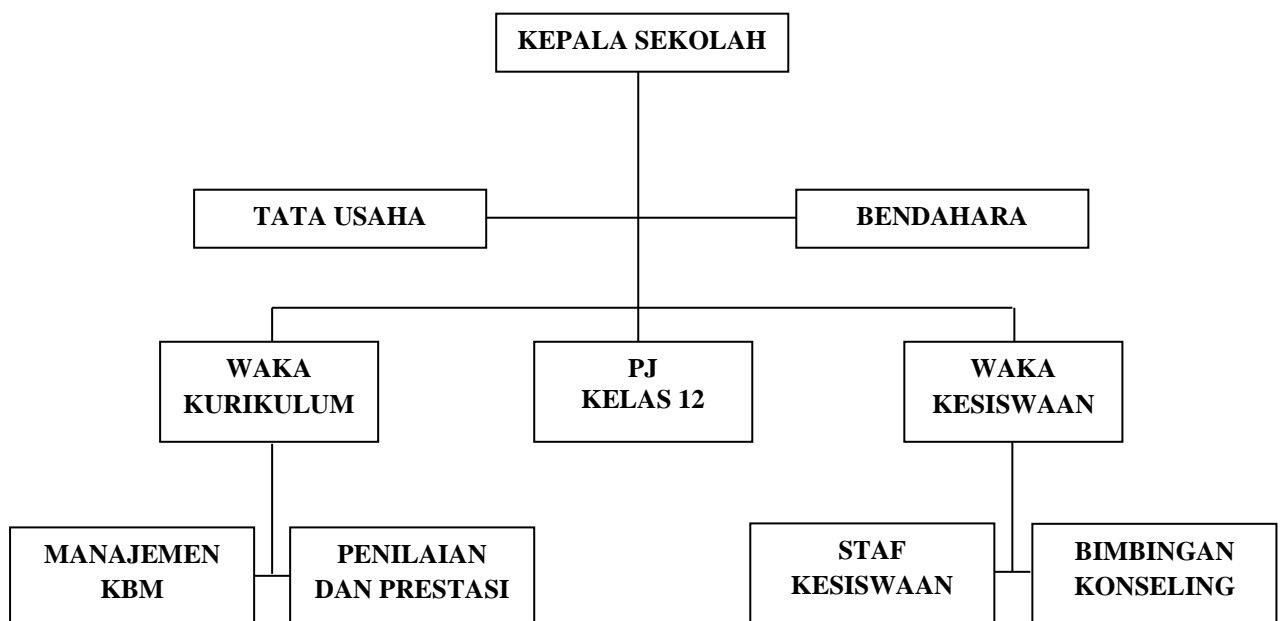 KEPALA SEKOLAH
TATA USAHA
BENDAHARA
WAKA
KURIKULUM
PJ
KELAS 12
WAKA
KESISWAAN
MANAJEMEN
KBM
PENILAIAN
DAN PRESTASI
STAF
KESISWAAN
BIMBINGAN
KONSELING